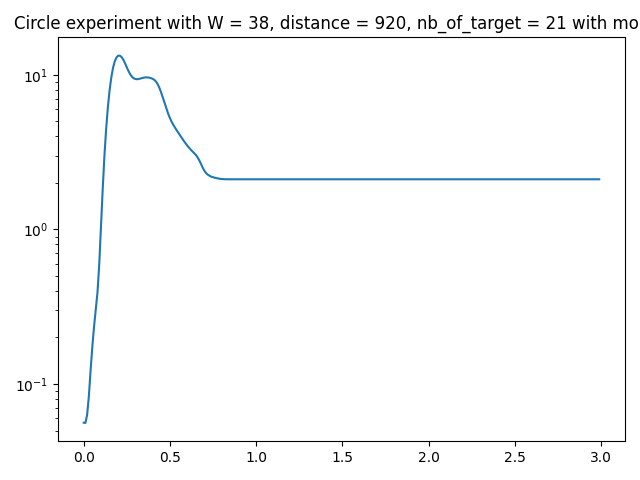 Circle experiment with W = 38, distance = 920, nb_of_target = 21 with mo
10¹
10⁰
10⁻¹
0.0 0.5 1.0 1.5 2.0 2.5 3.0